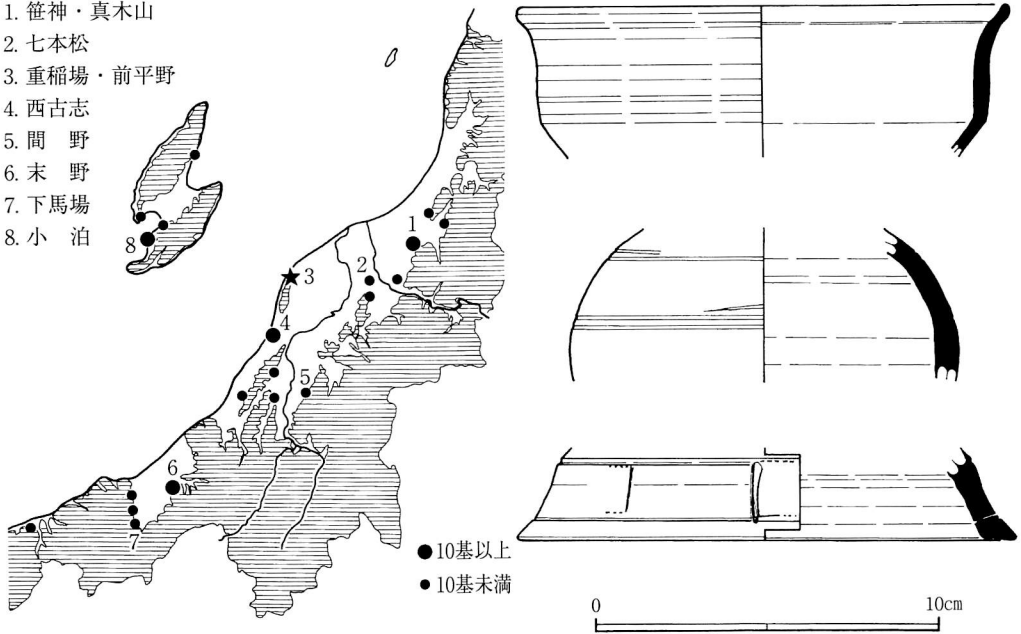 1. 笹神・真木山
2. 七本松
3. 重稲場・前平野
4. 西古志
5. 間　野
6. 末　野
7. 下馬場
8. 小　泊
1
8
2
3
4
5
6
7
●10基以上
●10基未満
0 10cm